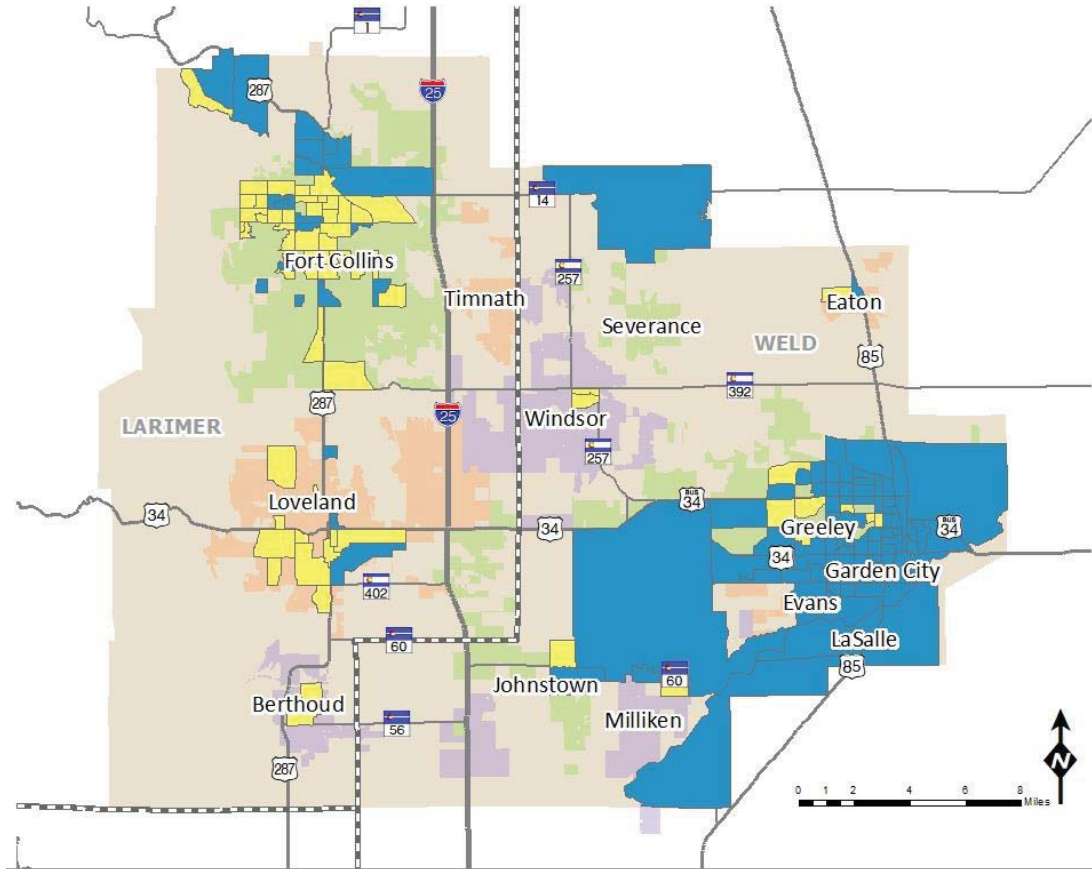 1
287
25
14
Fort Collins
257
Timnath
Eaton
Severance
WELD
85
392
287
25
Windsor
LARIMER
257
Loveland
34
BUS
34
34
Greeley
34
BUS
34
Garden City
402
Evans
60
LaSalle
85
Johnstown
60
Berthoud
Milliken
56
287
N
0 1 2 4 6 8
Miles